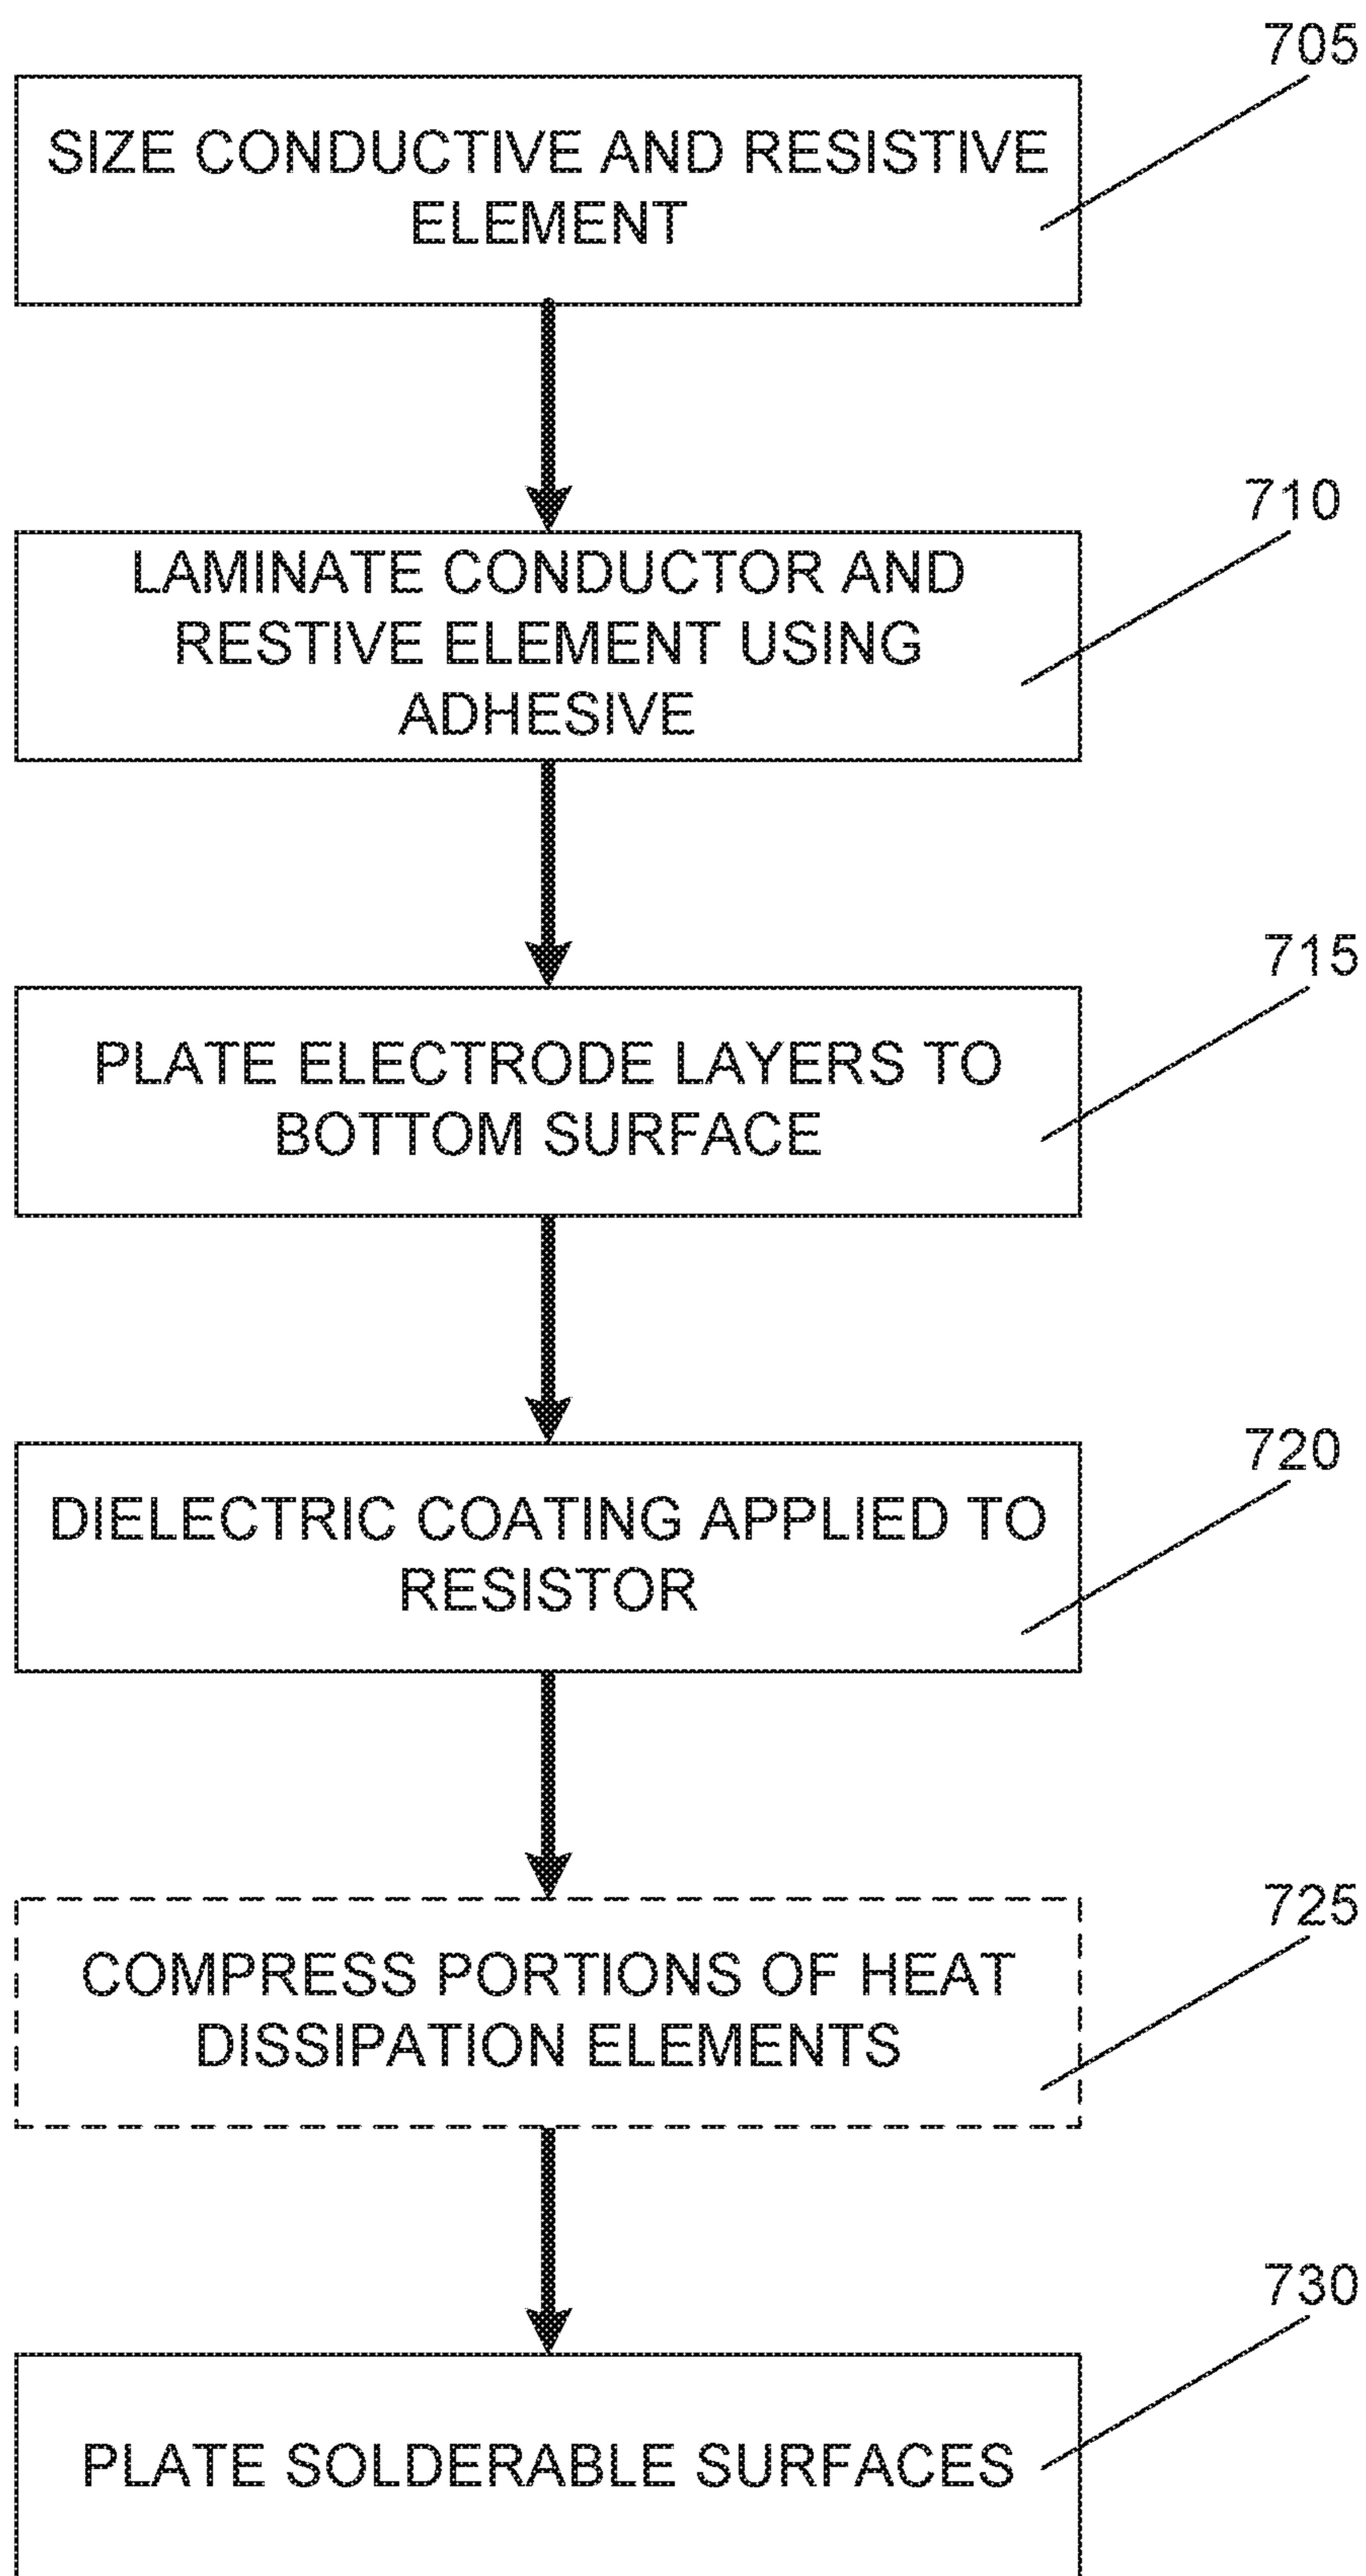 705
SIZE CONDUCTIVE AND RESISTIVE
ELEMENT
710
LAMINATE CONDUCTOR AND
RESTIVE ELEMENT USING
ADHESIVE
715
PLATE ELECTRODE LAYERS TO
BOTTOM SURFACE
720
DIELECTRIC COATING APPLIED TO
RESISTOR
725
COMPRESS PORTIONS OF HEAT
DISSIPATION ELEMENTS
730
PLATE SOLDERABLE SURFACES